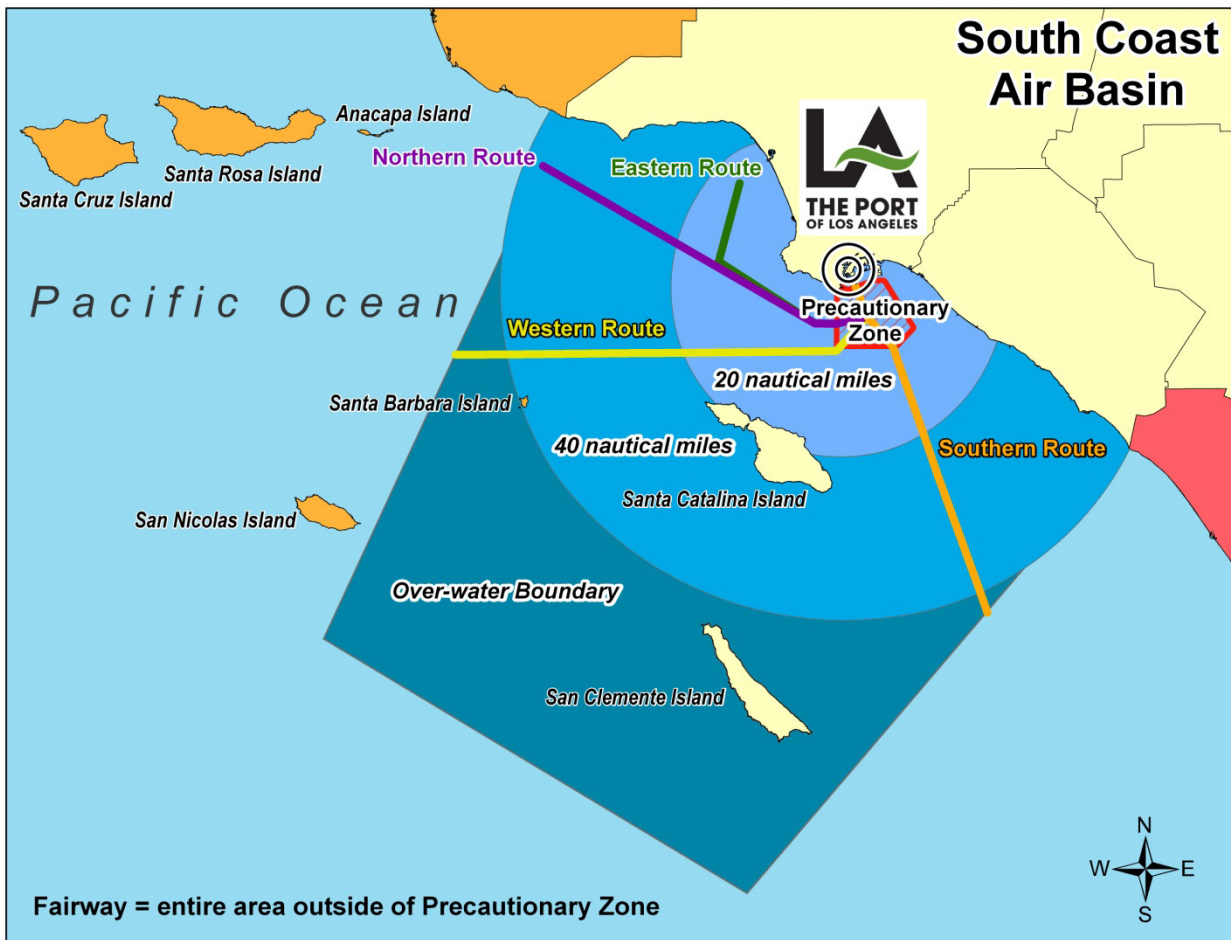 South Coast
Air Basin
Anacapa Island
Northern Route
Eastern Route
Santa Rosa Island
Santa Cruz Island
LA
THE PORT
OF LOS ANGELES
Pacific Ocean
Precautionary
Zone
Western Route
20 nautical miles
Santa Barbara Island
40 nautical miles
Southern Route
Santa Catalina Island
San Nicolas Island
Over-water Boundary
San Clemente Island
N
W
E
S
Fairway = entire area outside of Precautionary Zone